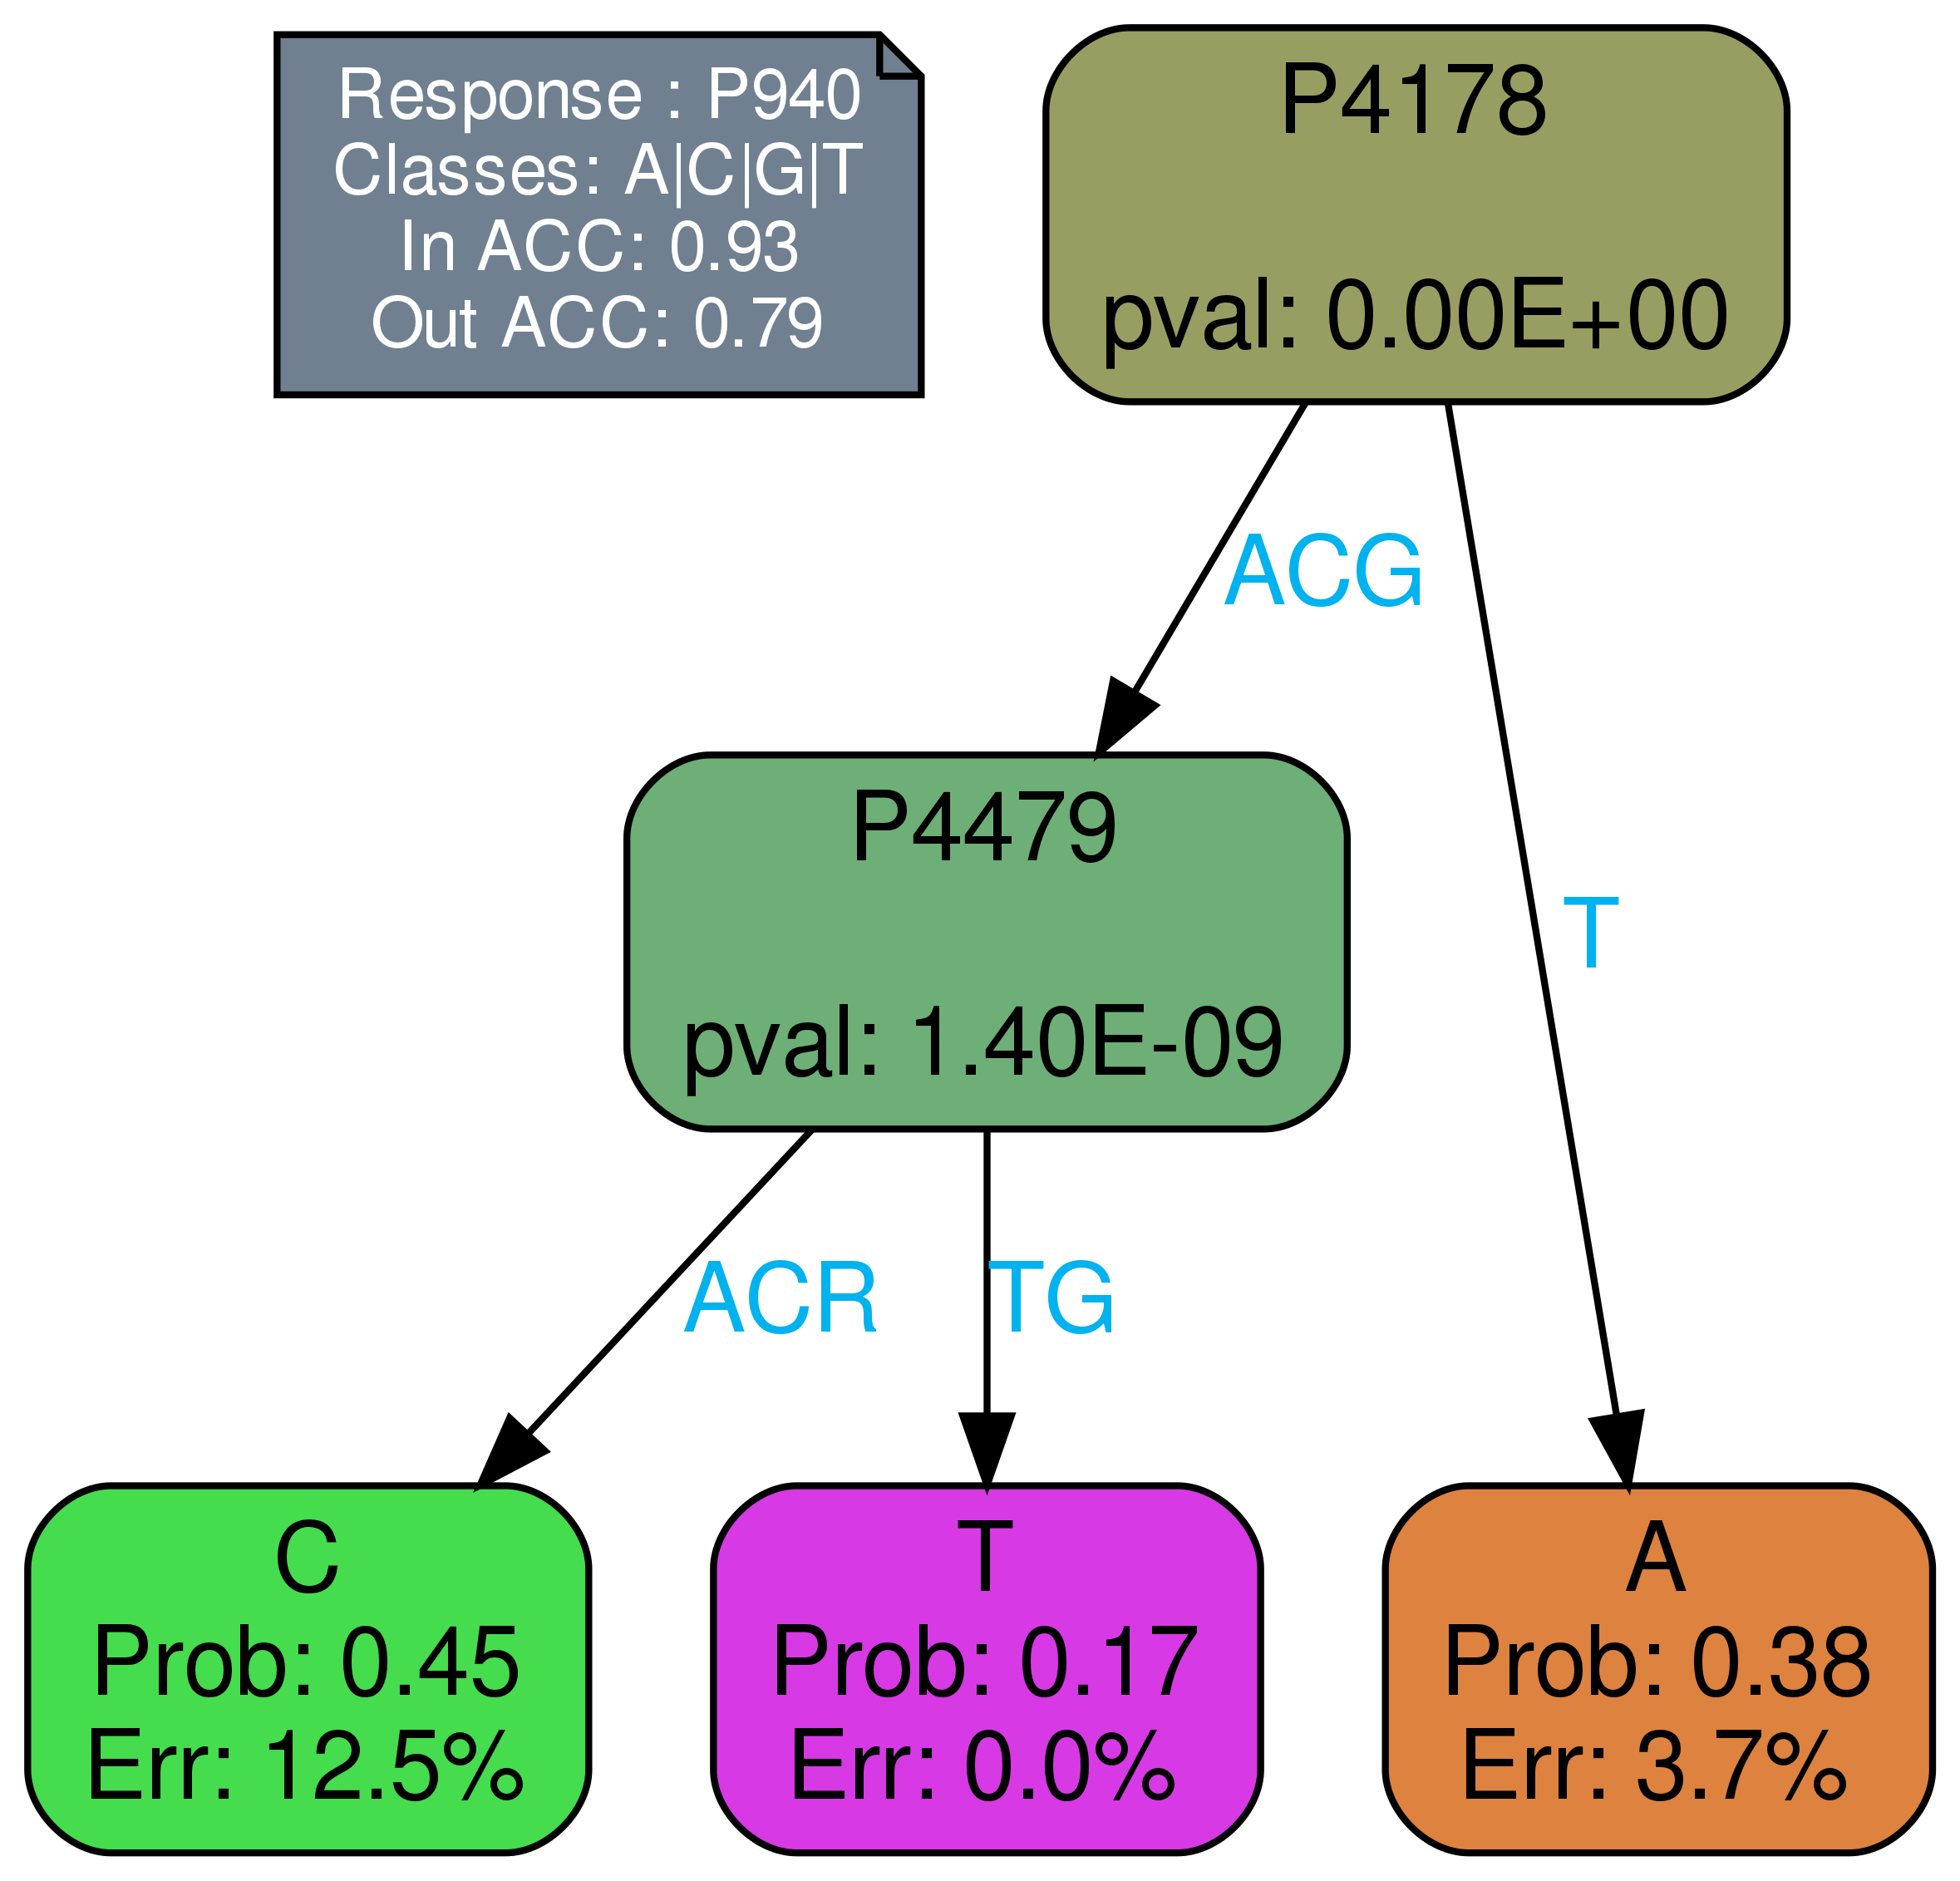 Response : P940
Classes: A|C|G|T
In ACC: 0.93
Out ACC: 0.79
P4178
pval: 0.00E+00
ACG
T
P4479
pval: 1.40E-09
ACR
TG
C
Prob: 0.45
Err: 12.5%
T
Prob: 0.17
Err: 0.0%
A
Prob: 0.38
Err: 3.7%